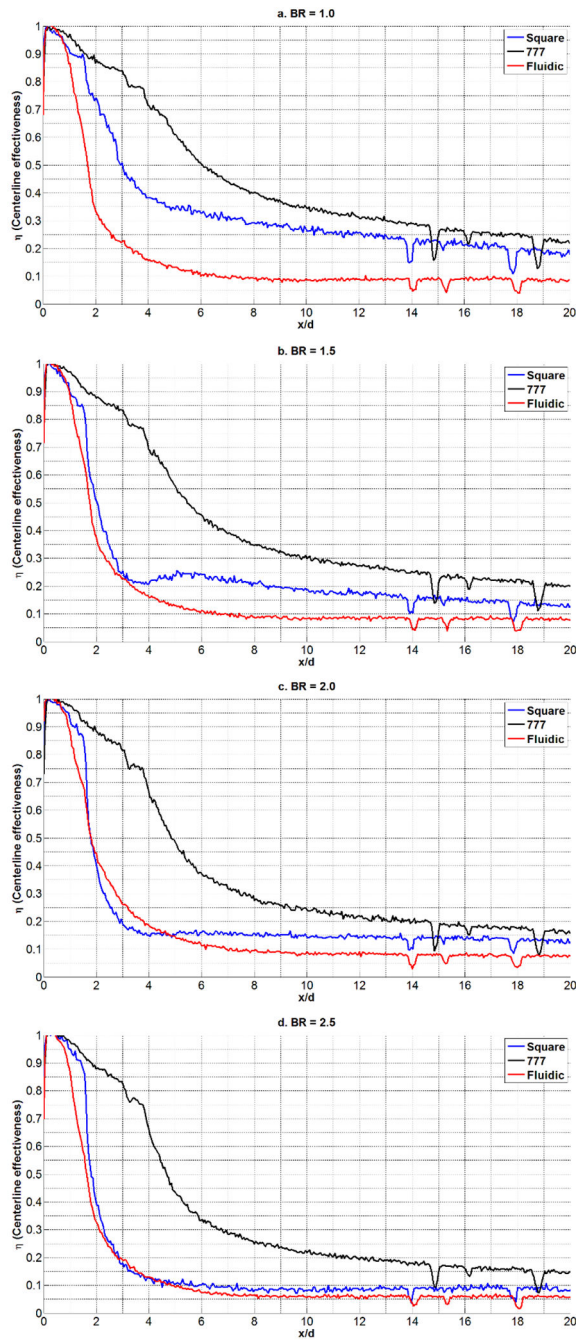 a. BR = 1.0
1
0.9
0.8
0.7
0.6
0.5
0.4
0.3
0.2
0.1
0
η (Centerline effectiveness)
Square
777
Fluidic
0 2 4 6 8 10 12 14 16 18 20
x/d
b. BR = 1.5
1
0.9
0.8
0.7
0.6
0.5
0.4
0.3
0.2
0.1
0
η (Centerline effectiveness)
Square
777
Fluidic
0 2 4 6 8 10 12 14 16 18 20
x/d
c. BR = 2.0
1
0.9
0.8
0.7
0.6
0.5
0.4
0.3
0.2
0.1
0
η (Centerline effectiveness)
Square
777
Fluidic
0 2 4 6 8 10 12 14 16 18 20
x/d
d. BR = 2.5
1
0.9
0.8
0.7
0.6
0.5
0.4
0.3
0.2
0.1
0
η (Centerline effectiveness)
Square
777
Fluidic
0 2 4 6 8 10 12 14 16 18 20
x/d